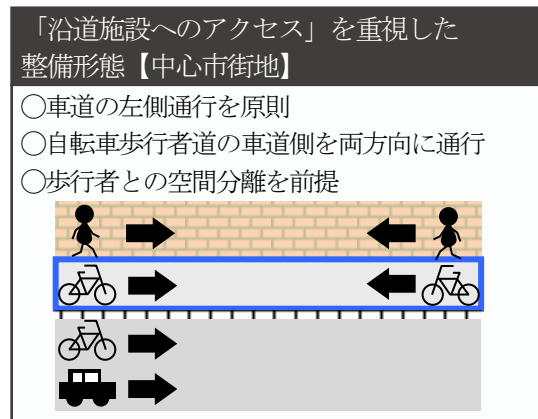 「沿道施設へのアクセス」を重視した
整備形態【中心市街地】
○車道の左側通行を原則
○自転車歩行者道の車道側を両方向に通行
○歩行者との空間分離を前提